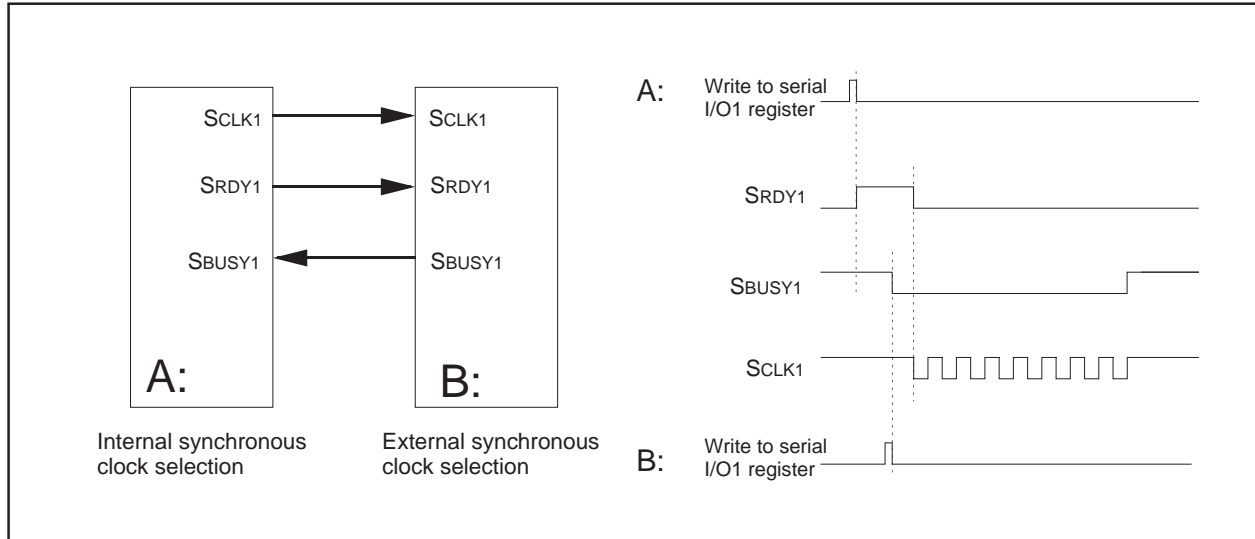 SCLK1
SRDY1
SBUSY1
A:
Internal synchronous
clock selection
SCLK1
SRDY1
SBUSY1
B:
External synchronous
clock selection
A:
Write to serial
I/O1 register
SRDY1
SBUSY1
SCLK1
B:
Write to serial
I/O1 register